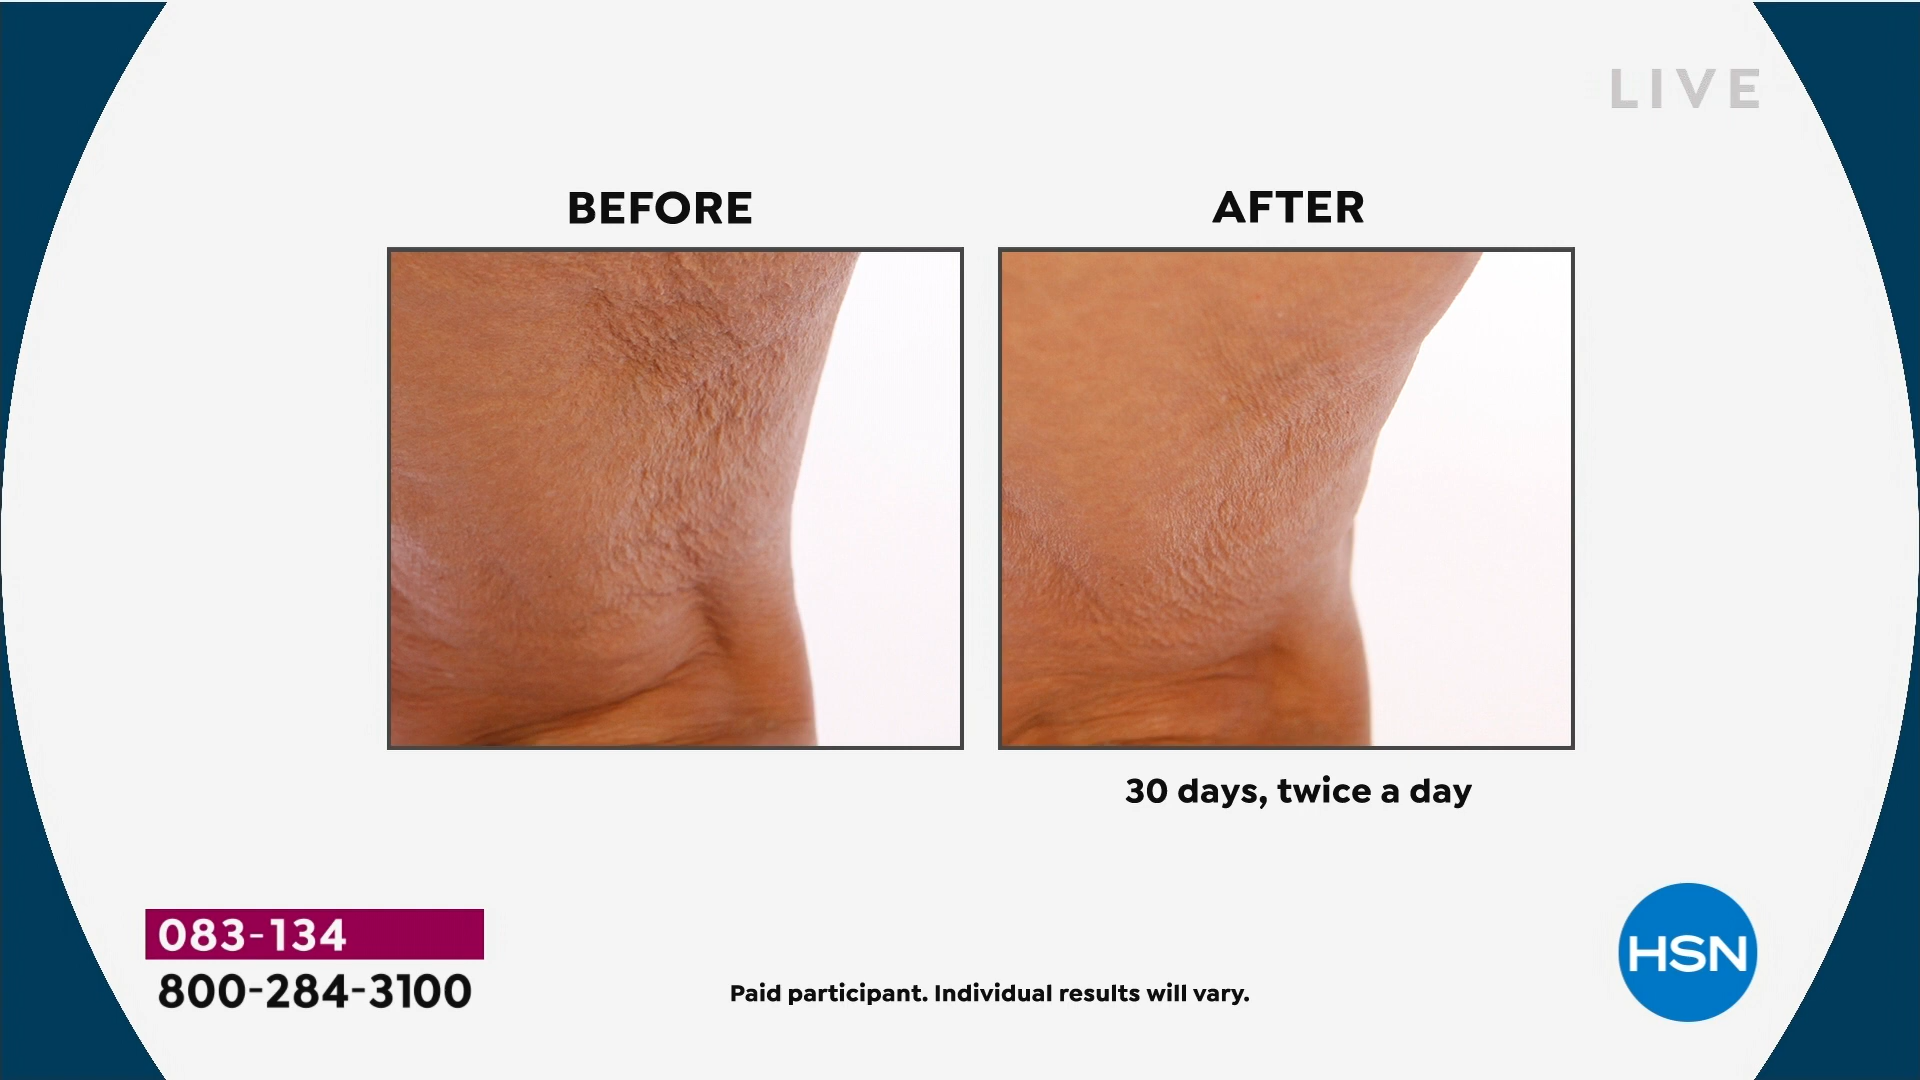 LIVE
BEFORE
AFTER
30 days, twice a day
083-134
800-284-3100
Paid participant. Individual results will vary.
HSN